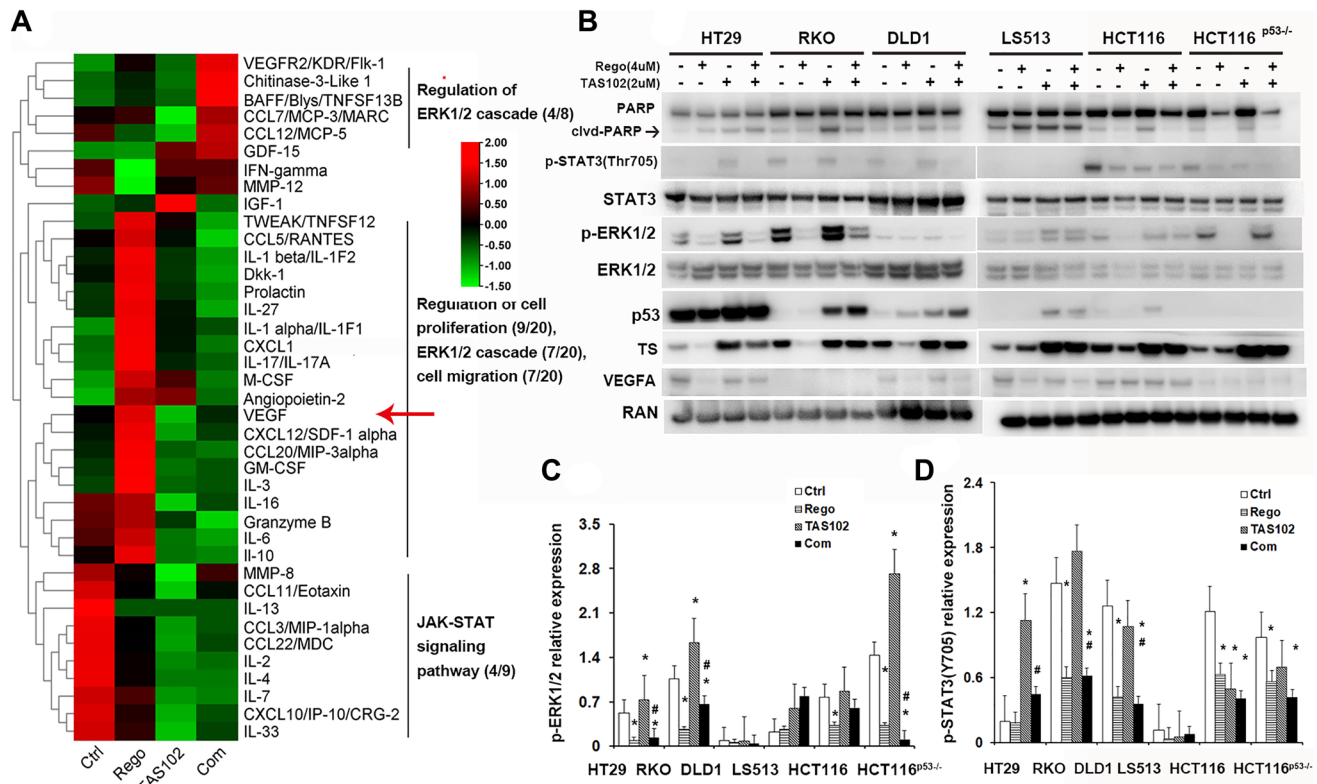 A
VEGFR2/KDR/Flk-1
Chitinase-3-Like 1
BAFF/Blys/TNFSF13B
CCL7/MCP-3/MARC
CCL12/MCP-5
GDF-15
IFN-gamma
MMP-12
IGF-1
TWEAK/TNFSF12
CCL5/RANTES
IL-1 beta/IL-1F2
Dkk-1
Prolactin
IL-27
IL-1 alpha/IL-1F1
CXCL1
IL-17/IL-17A
M-CSF
Angiopoietin-2
VEGF
CXCL12/SDF-1 alpha
CCL20/MIP-3alpha
GM-CSF
IL-3
IL-16
Granzyme B
IL-6
Il-10
MMP-8
CCL11/Eotaxin
IL-13
CCL3/MIP-1alpha
CCL22/MDC
IL-2
IL-4
IL-7
CXCL10/IP-10/CRG-2
IL-33
Ctrl
Rego
TAS102
Com
Regulation of
ERK1/2 cascade (4/8)
2.00
1.50
1.00
0.50
0.00
-0.50
-1.00
-1.50
Regulation of cell
proliferation (9/20),
ERK1/2 cascade (7/20),
cell migration (7/20)
JAK-STAT
signaling
pathway (4/9)
B
HT29 RKO DLD1 LS513 HCT116 HCT116 p53-/-
Rego(4uM) - + - + - + - + - + - + - + - + - + - + - + - +
TAS102(2uM) - - + + - - + + - - + + - - + + - - + + - - + +
PARP
clvd-PARP →
p-STAT3(Thr705)
STAT3
p-ERK1/2
ERK1/2
p53
TS
VEGFA
RAN
C
p-ERK1/2 relative expression
3.5
2.8
2.1
1.4
0.7
0
Ctrl
Rego
TAS102
Com
* * # * * * # * * * * # *
HT29 RKO DLD1 LS513 HCT116 HCT116p53-/-
D
p-STAT3(Y705) relative expression
2.4
1.8
1.2
0.6
0
Ctrl
Rego
TAS102
Com
* # * * # * * # * * * * *
HT29 RKO DLD1 LS513 HCT116 HCT116p53-/-